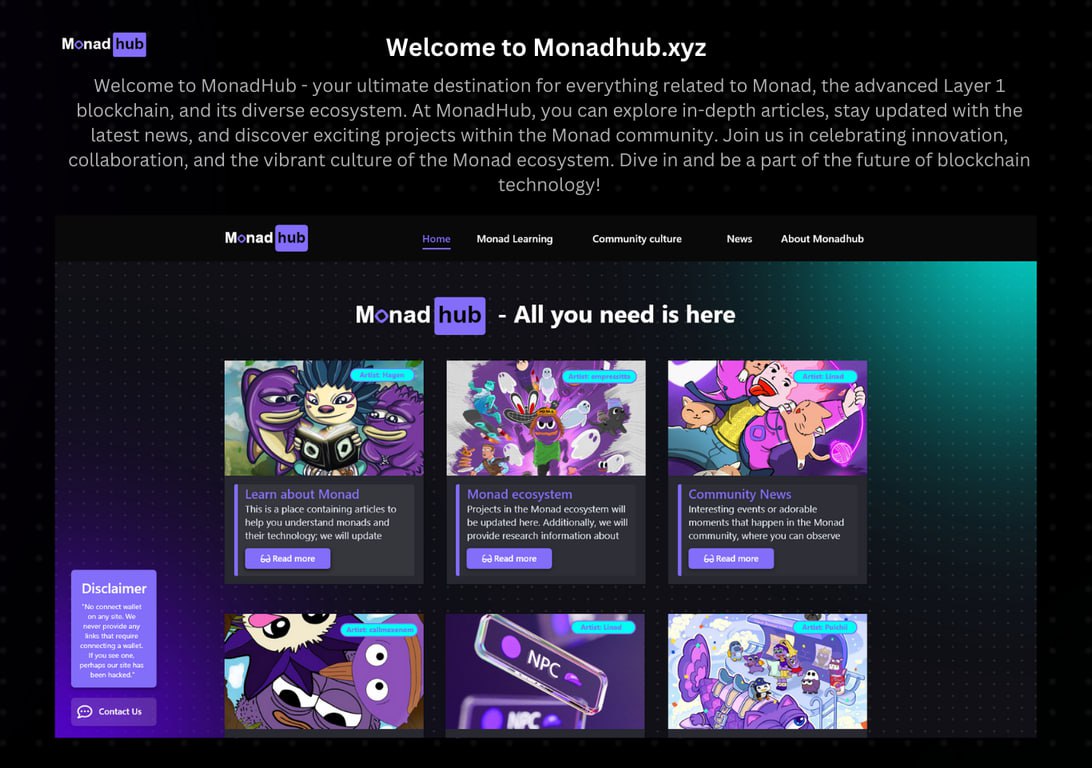 Monad hub
Welcome to Monadhub.xyz
Welcome to MonadHub - your ultimate destination for everything related to Monad, the advanced Layer 1
blockchain, and its diverse ecosystem. At MonadHub, you can explore in-depth articles, stay updated with the
latest news, and discover exciting projects within the Monad community. Join us in celebrating innovation,
collaboration, and the vibrant culture of the Monad ecosystem. Dive in and be a part of the future of blockchain
technology!
Monad hub
Home Monad Learning Community culture News About Monadhub
Monad hub - All you need is here
Artist: Hagen
Artist: empressitta
Artist: Linad
Learn about Monad
This is a place containing articles to
help you understand monads and
their technology; we will update
Read more
Monad ecosystem
Projects in the Monad ecosystem will
be updated here. Additionally, we will
provide research information about
Read more
Community News
Interesting events or adorable
moments that happen in the Monad
community, where you can observe
Read more
Disclaimer
"No connect wallet
on any site. We
never provide any
links that require
connecting a wallet.
If you see one,
perhaps our site has
been hacked."
Contact Us
Artist:
Artist: Linad
NPC
NPC
Artist: Poichii